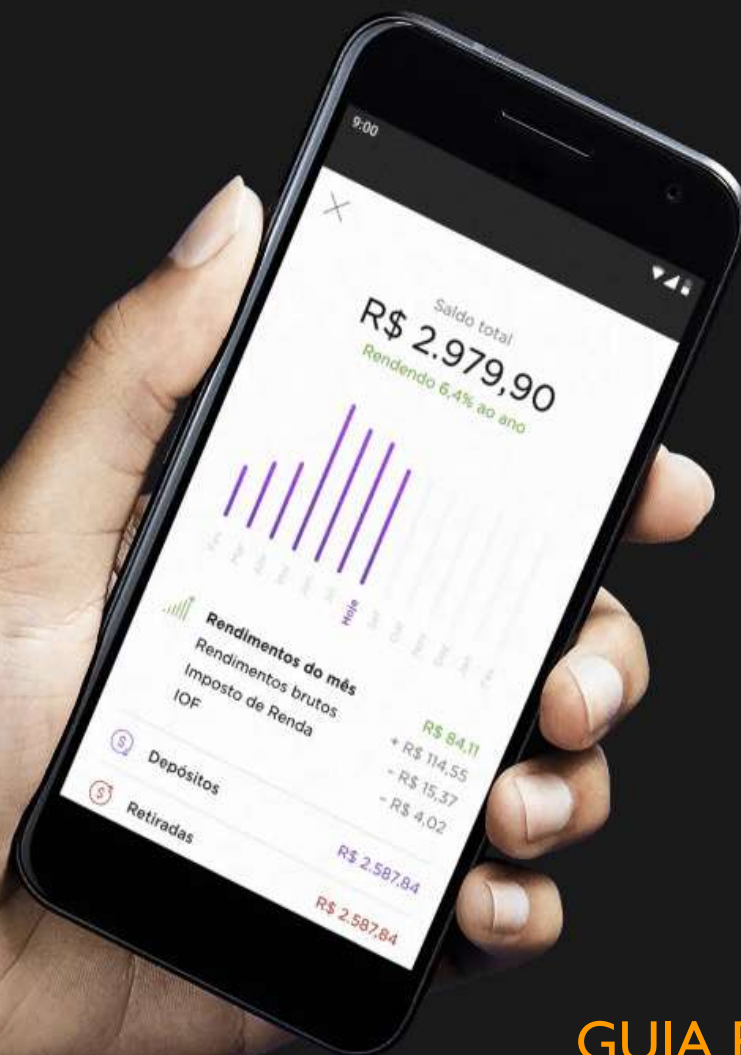 9:00
Saldo total
R$ 2.979,90
Rendendo 6,4% ao ano
Hoje
Rendimentos do mês R$ 84,11
Rendimentos brutos + R$ 114,55
Imposto de Renda - R$ 15,37
IOF - R$ 4,02
Depósitos R$ 2.587,84
Retiradas R$ 2.587,84